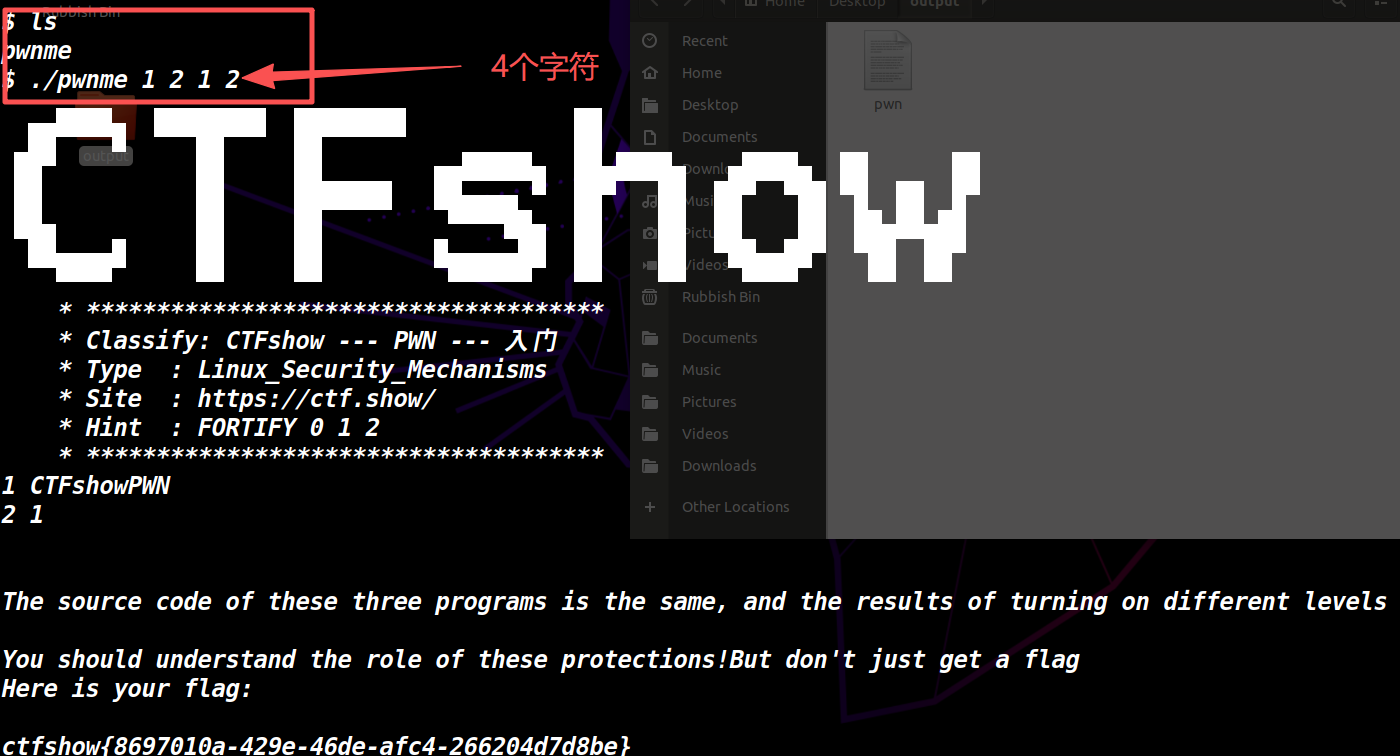 Rubbish Bin
$ ls
pwnme
$ ./pwnme 1 2 1 2
4个字符
output
CTFshow
* *************************************
* Classify: CTFshow --- PWN --- 入门
* Type  : Linux_Security_Mechanisms
* Site  : https://ctf.show/
* Hint  : FORTIFY 0 1 2
* *************************************
1 CTFshowPWN
2 1
The source code of these three programs is the same, and the results of turning on different levels
You should understand the role of these protections!But don't just get a flag
Here is your flag:
ctfshow{8697010a-429e-46de-afc4-266204d7d8be}
Home
Desktop
output
Recent
Home
Desktop
Documents
Videos
Rubbish Bin
Documents
Music
Pictures
Videos
Downloads
Other Locations
pwn